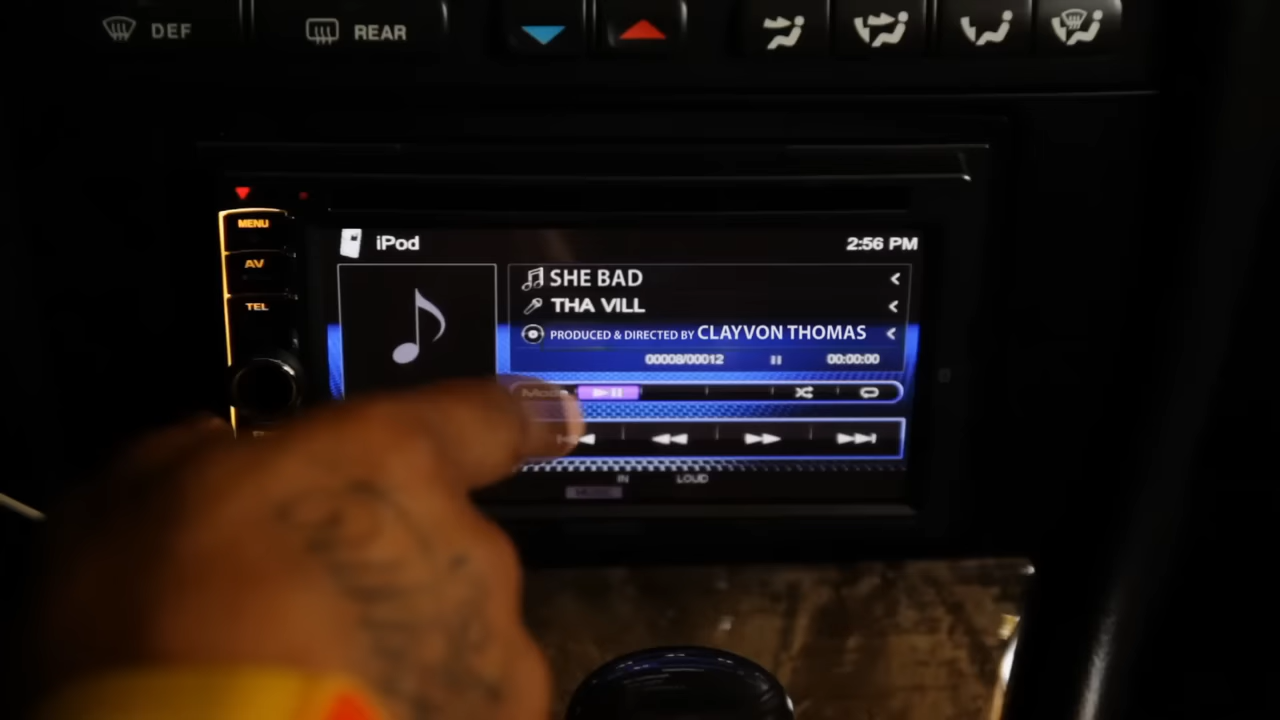 DEF
REAR
MENU
AV
TEL
iPod
2:56 PM
SHE BAD
THA VILL
PRODUCED & DIRECTED BY CLAYVON THOMAS
00008/00012
00:00:00
IN
LOUD